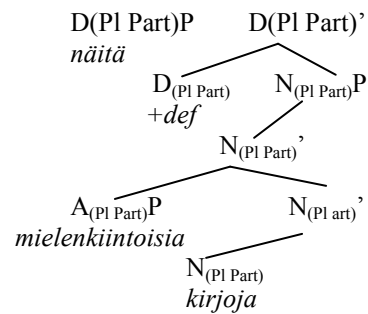 D(Pl Part)P D(Pl Part)’
näitä
D(Pl Part) N(Pl Part)P
+def
N(Pl Part)’
A(Pl Part)P N(Pl art)’
mielenkiintoisia
N(Pl Part)
kirjoja